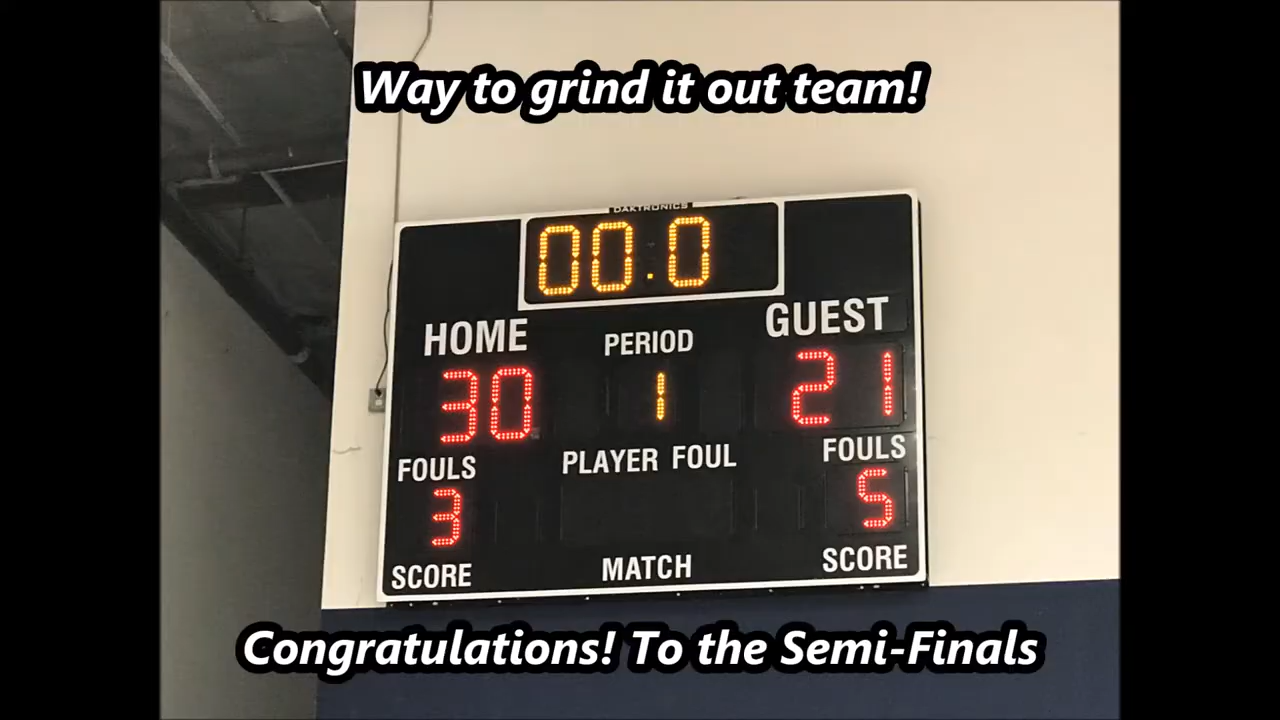 Way to grind it out team!
DAKTRONICS
00.0
HOME PERIOD GUEST
30 1 21
FOULS PLAYER FOUL FOULS
3 5
SCORE MATCH SCORE
Congratulations! To the Semi-Finals